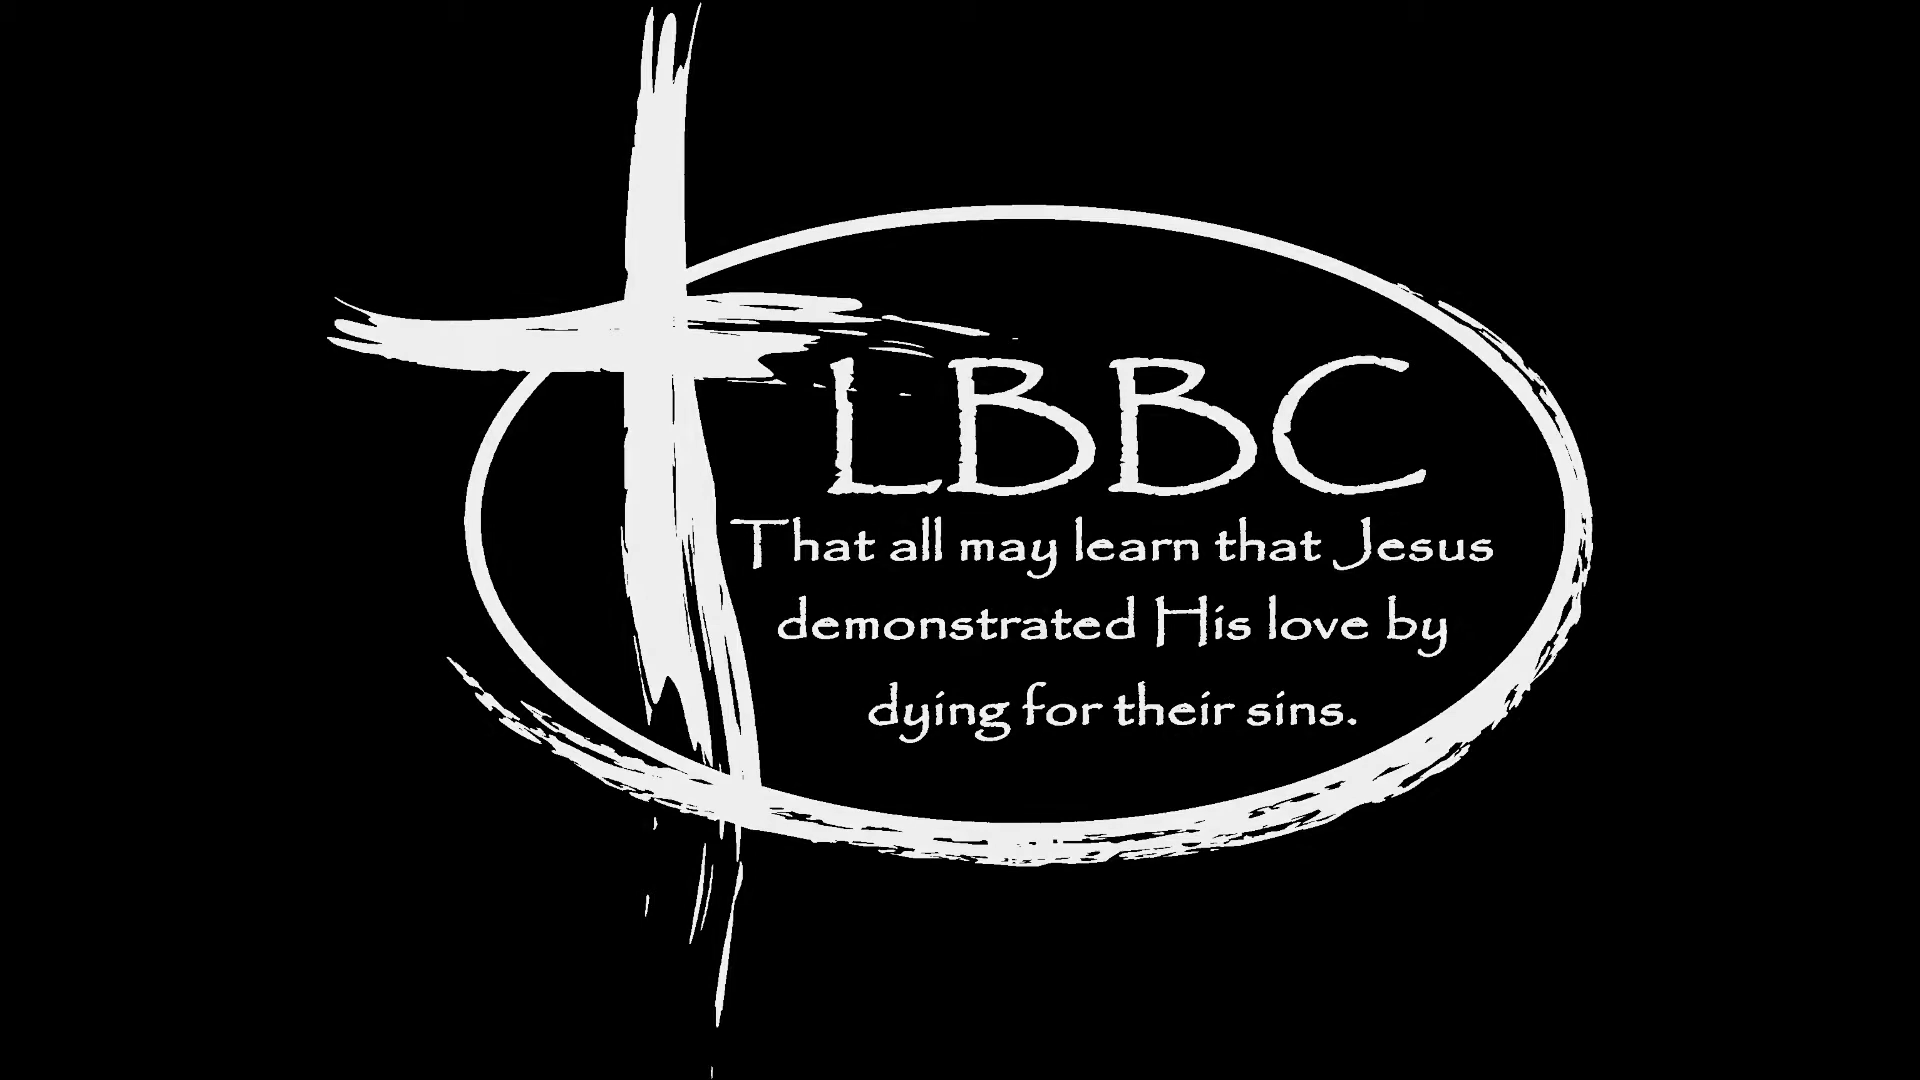 LBBC
That all may learn that Jesus
demonstrated His love by
dying for their sins.